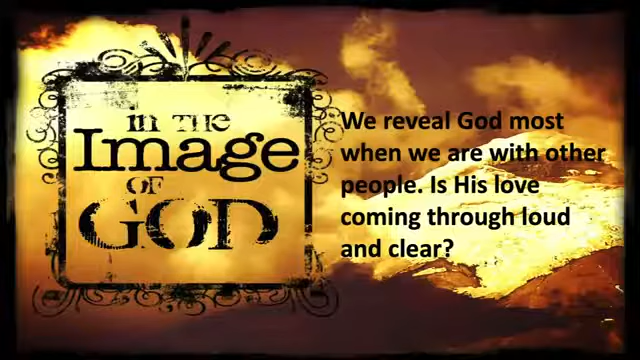 in THE
Image
OF
GOD
We reveal God most
when we are with other
people. Is His love
coming through loud
and clear?